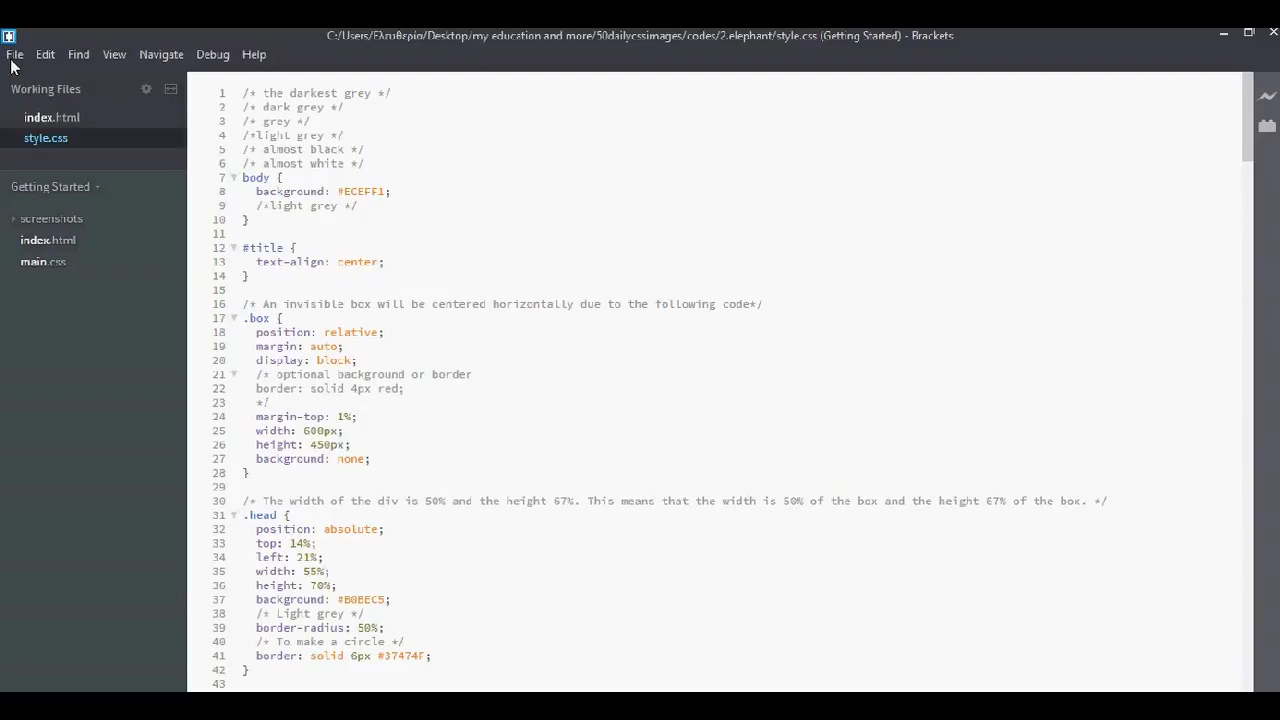 C:/Users/Ελευθερία/Desktop/my education and more/50dailycssimages/codes/2.elephant/style.css (Getting Started) - Brackets
File Edit Find View Navigate Debug Help
Working Files
index.html
style.css
Getting Started
screenshots
index.html
main.css
1 /* the darkest grey */
2 /* dark grey */
3 /* grey */
4 /*light grey */
5 /* almost black */
6 /* almost white */
7 body {
8 background: #ECEFF1;
9 /*light grey */
10 }
11
12 #title {
13 text-align: center;
14 }
15
16 /* An invisible box will be centered horizontally due to the following code*/
17 .box {
18 position: relative;
19 margin: auto;
20 display: block;
21 /* optional background or border
22 border: solid 4px red;
23 */
24 margin-top: 1%;
25 width: 600px;
26 height: 450px;
27 background: none;
28 }
29
30 /* The width of the div is 50% and the height 67%. This means that the width is 50% of the box and the height 67% of the box. */
31 .head {
32 position: absolute;
33 top: 14%;
34 left: 21%;
35 width: 55%;
36 height: 70%;
37 background: #B0BEC5;
38 /* Light grey */
39 border-radius: 50%;
40 /* To make a circle */
41 border: solid 6px #37474F;
42 }
43